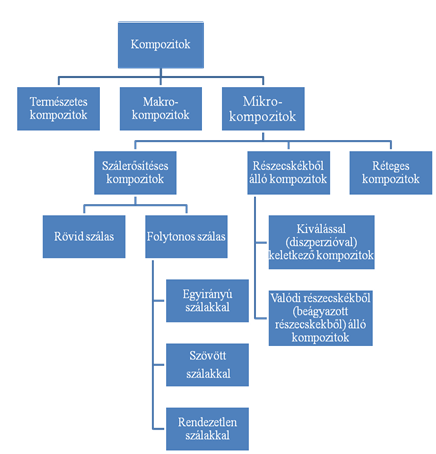 Kompozitok
Természetes
kompozitok
Makro-
kompozitok
Mikro-
kompozitok
Szálerősítéses
kompozitok
Részecskékből
álló kompozitok
Réteges
kompozitok
Rövid szálas
Folytonos szálas
Kiválással
(diszperzióval)
keletkező kompozitok
Egyirányú
szálakkal
Valódi részecskékből
(beágyazott
részecskekből) álló
kompozitok
Szövött
szálakkal
Rendezetlen
szálakkal